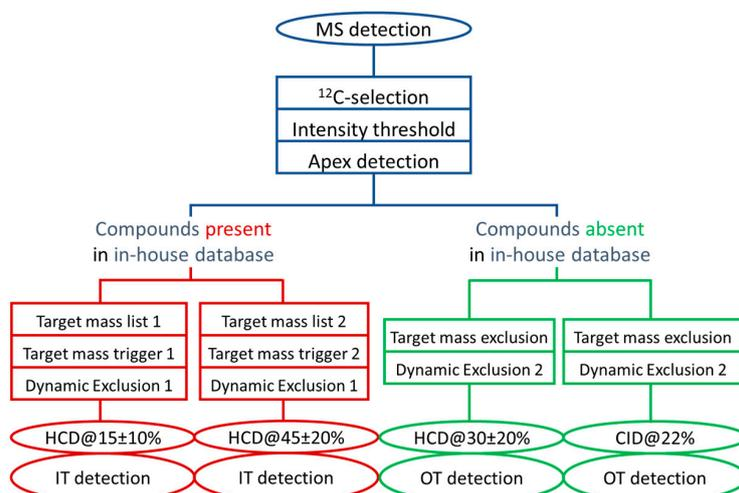 MS detection
¹²C-selection
Intensity threshold
Apex detection
Compounds present
in in-house database
Compounds absent
in in-house database
Target mass list 1
Target mass trigger 1
Dynamic Exclusion 1
Target mass list 2
Target mass trigger 2
Dynamic Exclusion 1
Target mass exclusion
Dynamic Exclusion 2
Target mass exclusion
Dynamic Exclusion 2
HCD@15±10%
HCD@45±20%
HCD@30±20%
CID@22%
IT detection
IT detection
OT detection
OT detection